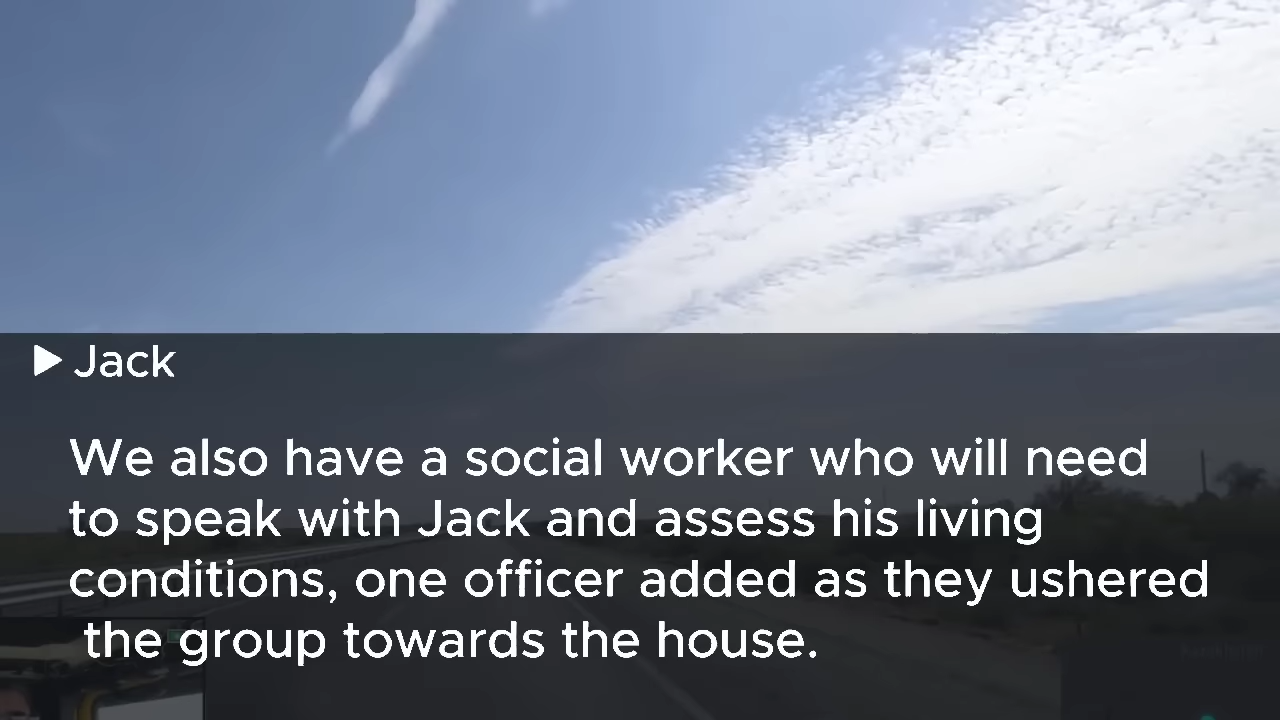 ▶ Jack
We also have a social worker who will need
to speak with Jack and assess his living
conditions, one officer added as they ushered
the group towards the house.